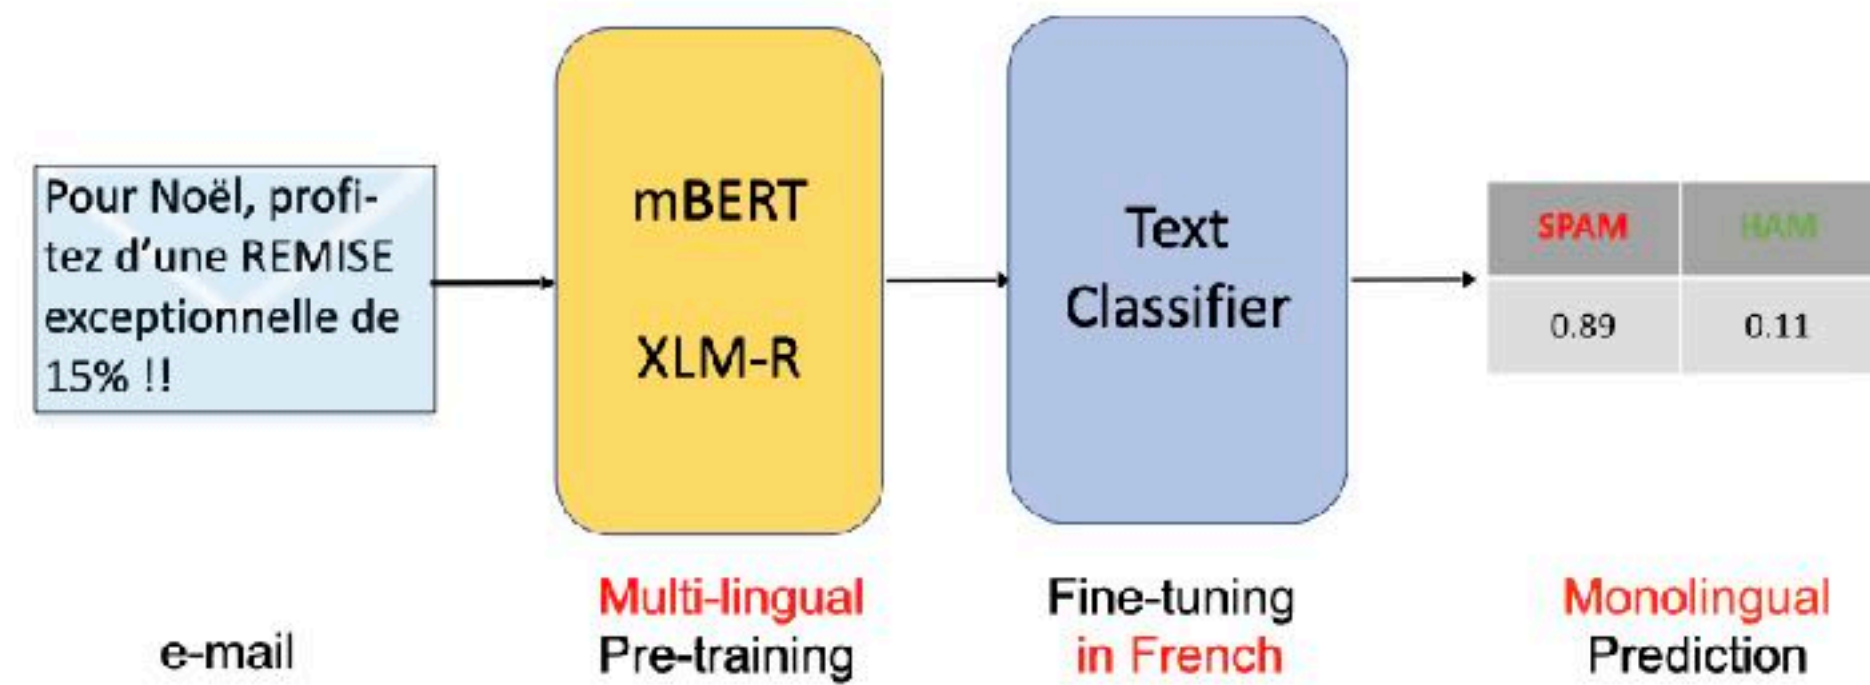 Pour Noël, profi-
tez d’une REMISE
exceptionnelle de
15% !!
e-mail
mBERT
XLM-R
Multi-lingual
Pre-training
Text
Classifier
Fine-tuning
in French
SPAM HAM
0.89 0.11
Monolingual
Prediction